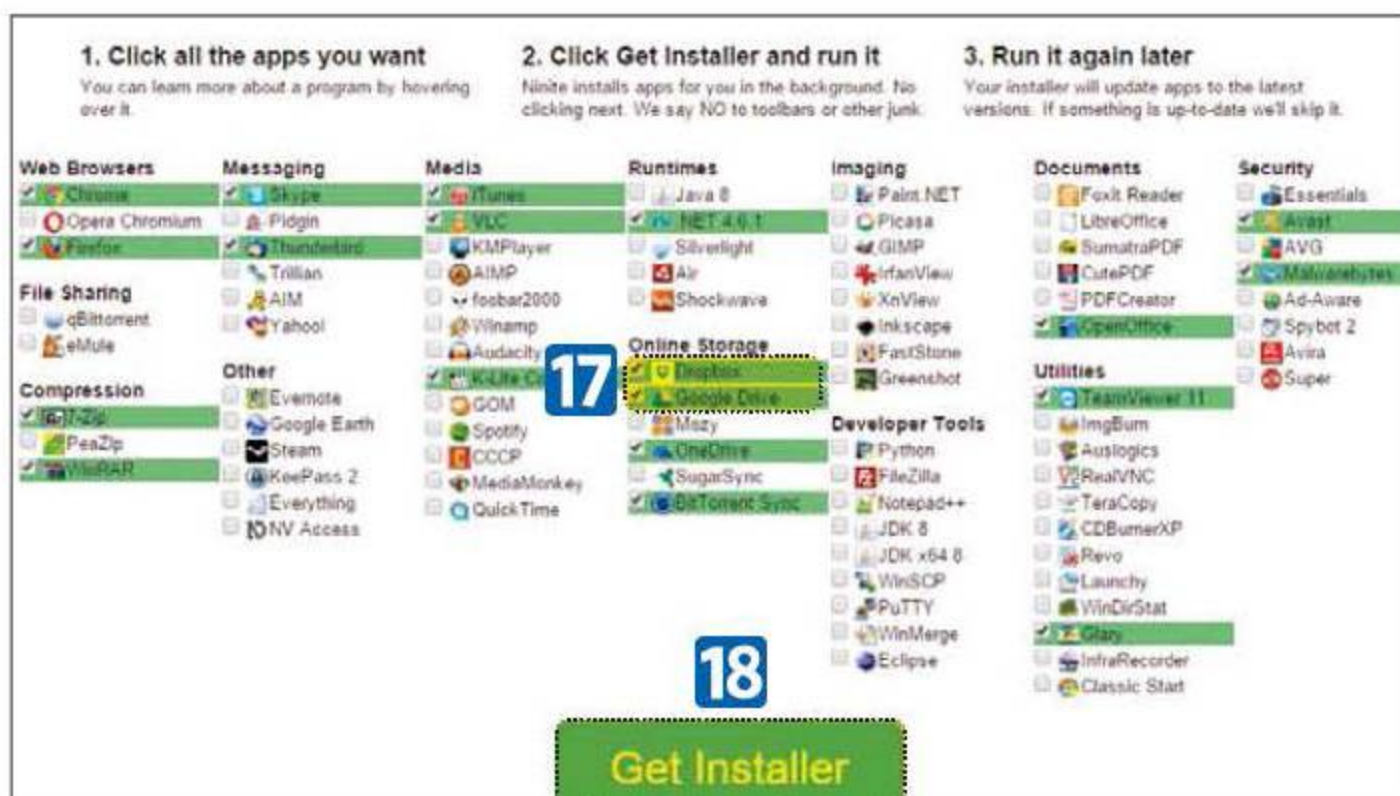 1. Click all the apps you want
You can learn more about a program by hovering
over it.
2. Click Get Installer and run it
Ninite installs apps for you in the background. No
clicking next. We say NO to toolbars or other junk.
3. Run it again later
Your installer will update apps to the latest
versions. If something is up-to-date we'll skip it.
Web Browsers
Chrome
Opera Chromium
Firefox
File Sharing
qBittorrent
eMule
Compression
7-Zip
PeaZip
WinRAR
Messaging
Skype
Pidgin
Thunderbird
Trillian
AIM
Yahoo!
Other
Evernote
Google Earth
Steam
KeePass 2
Everything
NV Access
Media
iTunes
VLC
KMPlayer
AIMP
foobar2000
Winamp
Audacity
K-Lite Co
GOM
Spotify
CCCP
MediaMonkey
QuickTime
Runtimes
Java 8
.NET 4.6.1
Silverlight
Air
Shockwave
Online Storage
17
Dropbox
Google Drive
Mozy
OneDrive
SugarSync
BitTorrent Sync
Imaging
Paint.NET
Picasa
GIMP
IrfanView
XnView
Inkscape
FastStone
Greenshot
Developer Tools
Python
FileZilla
Notepad++
JDK 8
JDK x64 8
WinSCP
PuTTY
WinMerge
Eclipse
Documents
Foxit Reader
LibreOffice
SumatraPDF
CutePDF
PDFCreator
OpenOffice
Utilities
TeamViewer 11
ImgBurn
Auslogics
RealVNC
TeraCopy
CDBurnerXP
Revo
Launchy
WinDirStat
Glary
InfraRecorder
Classic Start
Security
Essentials
Avast
AVG
Malwarebytes
Ad-Aware
Spybot 2
Avira
Super
18
Get Installer